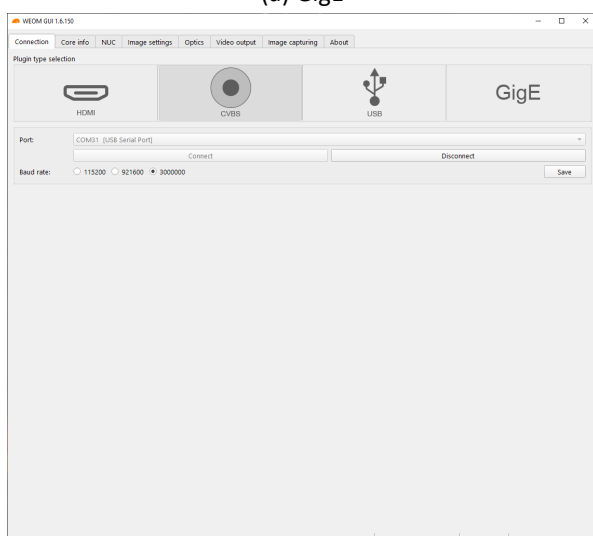 (a) GigE
WEOM GUI 1.6.150
Connection Core info NUC Image settings Optics Video output Image capturing About
Plugin type selection
HDMI CVBS USB GigE
Port: COM31 (USB Serial Port)
Connect Disconnect
Baud rate: 115200 921600 3000000 Save